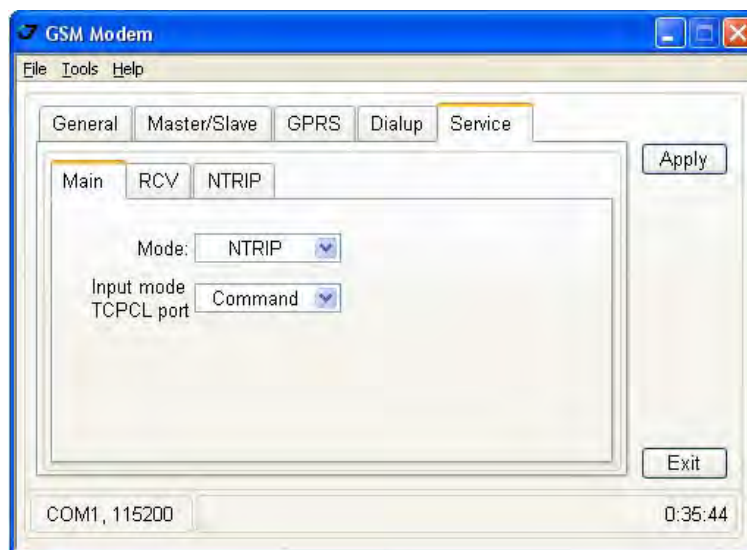 GSM Modem
File Tools Help
General Master/Slave GPRS Dialup Service
Apply
Main RCV NTRIP
Mode: NTRIP
Input mode
TCPCL port Command
Exit
COM1, 115200 0:35:44